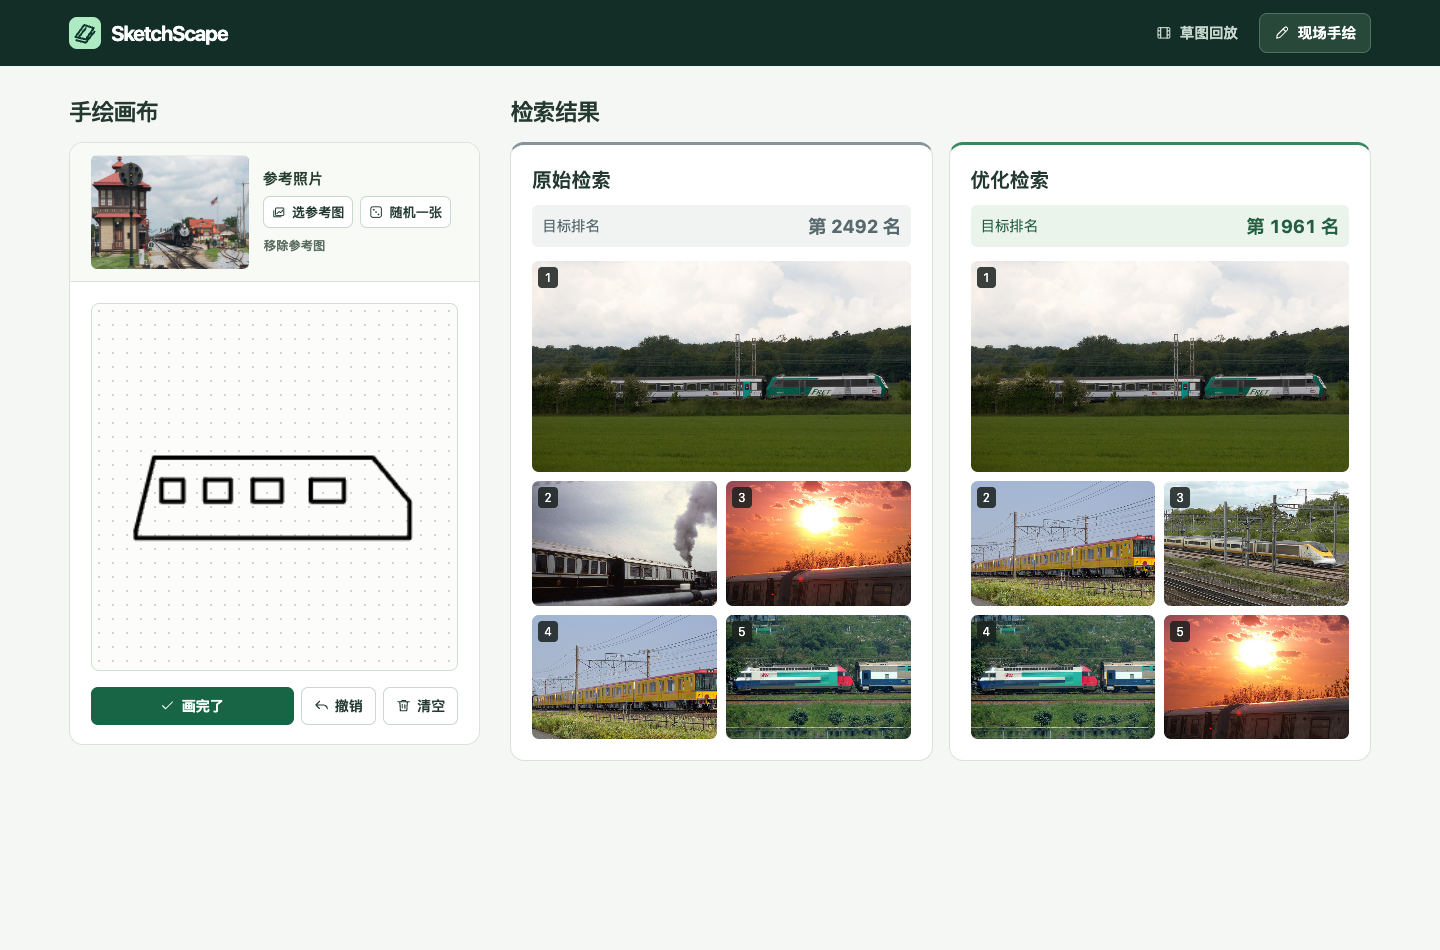 SketchScape
草图回放
现场手绘
手绘画布
检索结果
参考照片
选参考图
随机一张
移除参考图
画完了
撤销
清空
原始检索
目标排名
第 2492 名
1
FRET
2
3
4
5
优化检索
目标排名
第 1961 名
1
FRET
2
3
4
5